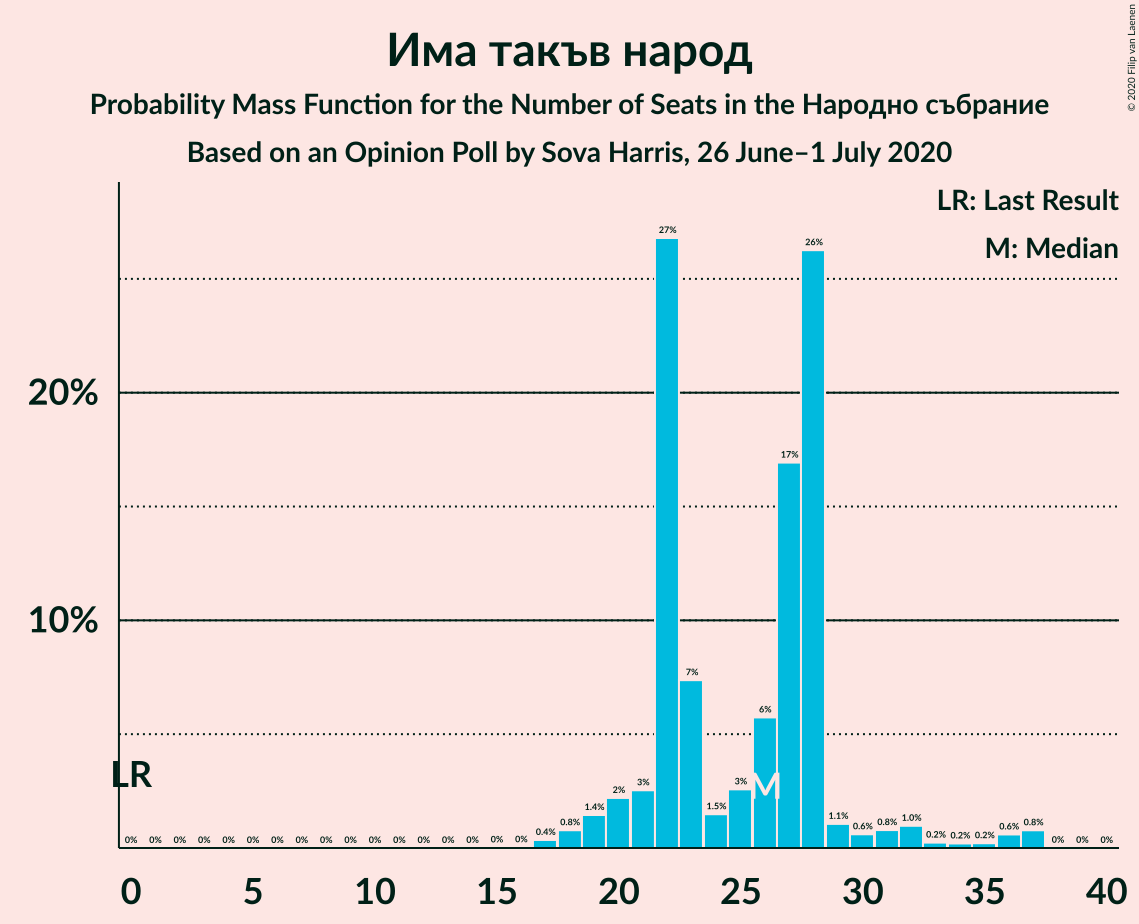 Има такъв народ
Probability Mass Function for the Number of Seats in the Народно събрание
Based on an Opinion Poll by Sova Harris, 26 June–1 July 2020
© 2020 Filip van Laenen
LR: Last Result
M: Median
20%
10%
LR
M
0% 0% 0% 0% 0% 0% 0% 0% 0% 0% 0% 0% 0% 0% 0% 0% 0% 0.4% 0.8% 1.4% 2% 3% 27% 7% 1.5% 3% 6% 17% 26% 1.1% 0.6% 0.8% 1.0% 0.2% 0.2% 0.2% 0.6% 0.8% 0% 0% 0%
0 5 10 15 20 25 30 35 40